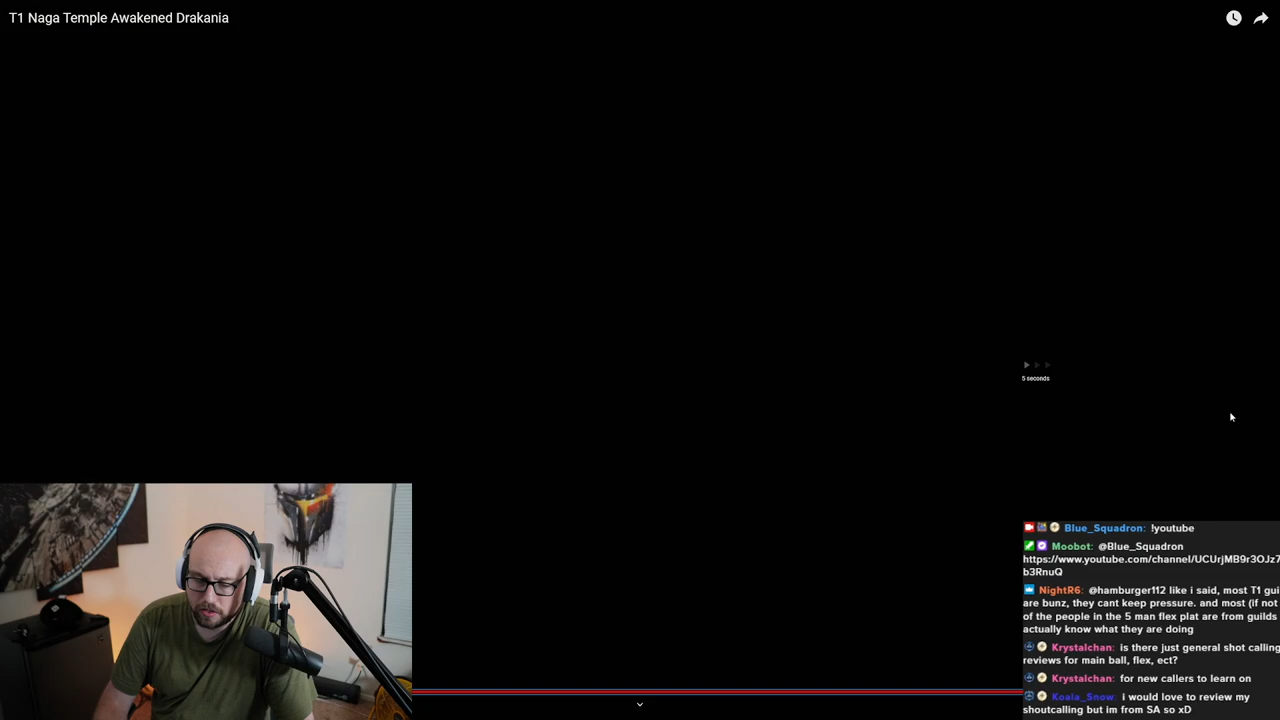 T1 Naga Temple Awakened Drakania
5 seconds
Blue_Squadron: !youtube
Moobot: @Blue_Squadron
https://www.youtube.com/channel/UCUrjMB9r3OJz7
b3RnuQ
NightR6: @hamburger112 like i said, most T1 gui
are bunz, they cant keep pressure. and most (if not
of the people in the 5 man flex plat are from guilds
actually know what they are doing
Krystalchan: is there just general shot calling
reviews for main ball, flex, ect?
Krystalchan: for new callers to learn on
Koala_Snow: i would love to review my
shoutcalling but im from SA so xD